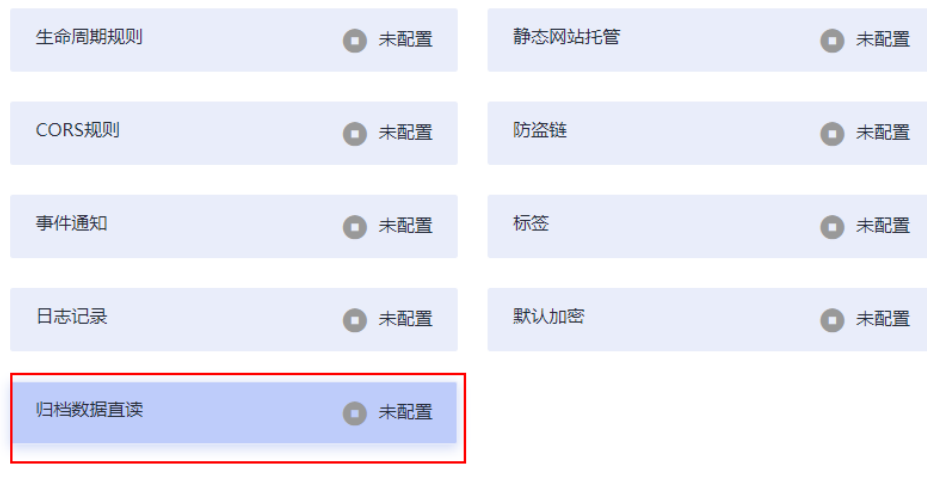 生命周期规则 未配置 静态网站托管 未配置
CORS规则 未配置 防盗链 未配置
事件通知 未配置 标签 未配置
日志记录 未配置 默认加密 未配置
归档数据直读 未配置